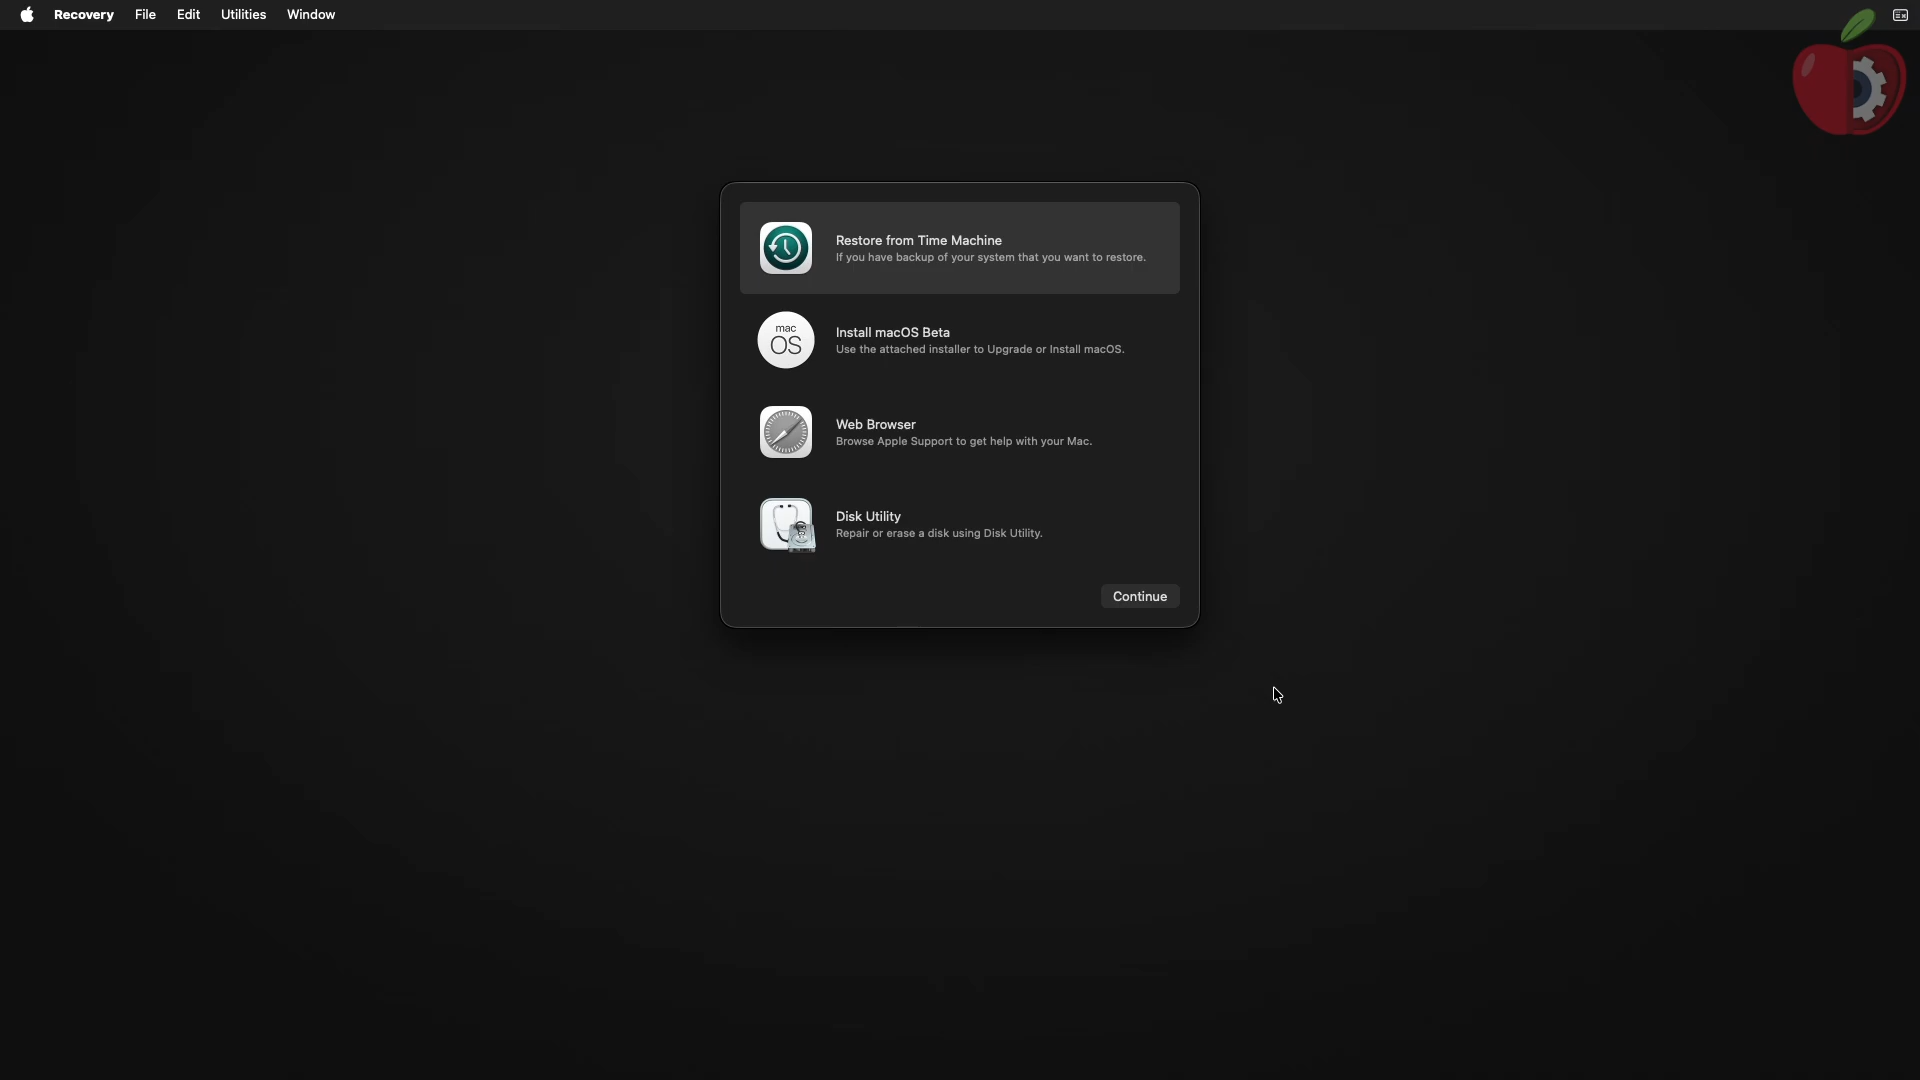 Recovery File Edit Utilities Window
Restore from Time Machine
If you have backup of your system that you want to restore.
mac
OS
Install macOS Beta
Use the attached installer to Upgrade or Install macOS.
Web Browser
Browse Apple Support to get help with your Mac.
Disk Utility
Repair or erase a disk using Disk Utility.
Continue